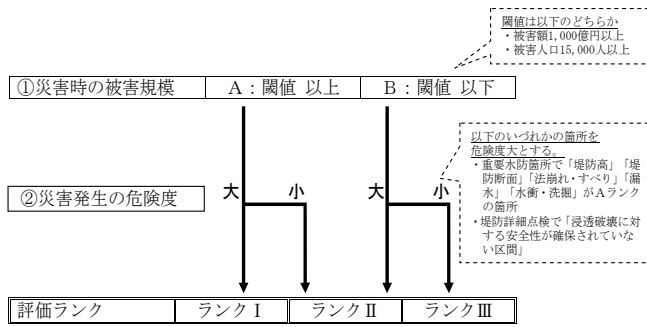 閾値は以下のどちらか
・被害額1,000億円以上
・被害人口15,000人以上
①災害時の被害規模 A：閾値 以上 B：閾値 以下
以下のいづれかの箇所を
危険度大とする。
・重要水防箇所で「堤防高」「堤
防断面」「法崩れ・すべり」「漏
水」「水衝・洗掘」がAランク
の箇所
・堤防詳細点検で「浸透破壊に対
する安全性が確保されていな
い区間」
大 小 大 小
②災害発生の危険度
評価ランク ランクⅠ ランクⅡ ランクⅢ